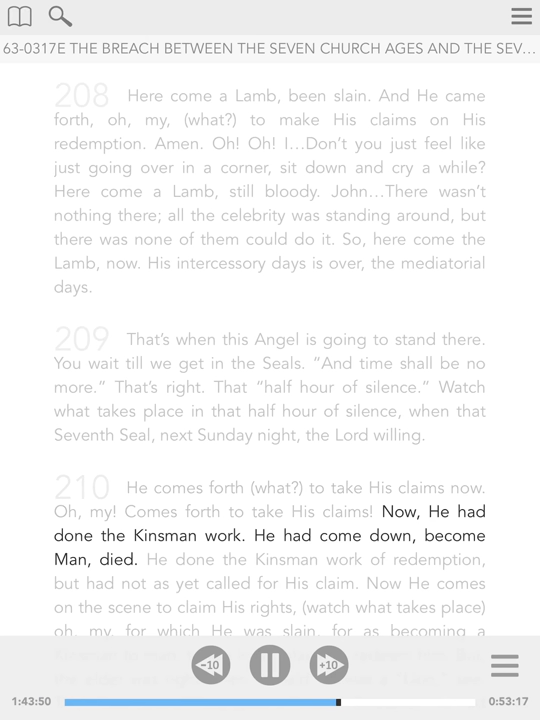 63-0317E THE BREACH BETWEEN THE SEVEN CHURCH AGES AND THE SEV…
208 Here come a Lamb, been slain. And He came
forth, oh, my, (what?) to make His claims on His
redemption. Amen. Oh! Oh! I…Don’t you just feel like
just going over in a corner, sit down and cry a while?
Here come a Lamb, still bloody. John…There wasn’t
nothing there; all the celebrity was standing around, but
there was none of them could do it. So, here come the
Lamb, now. His intercessory days is over, the mediatorial
days.
209 That’s when this Angel is going to stand there.
You wait till we get in the Seals. “And time shall be no
more.” That’s right. That “half hour of silence.” Watch
what takes place in that half hour of silence, when that
Seventh Seal, next Sunday night, the Lord willing.
210 He comes forth (what?) to take His claims now.
Oh, my! Comes forth to take His claims! Now, He had
done the Kinsman work. He had come down, become
Man, died. He done the Kinsman work of redemption,
but had not as yet called for His claim. Now He comes
on the scene to claim His rights, (watch what takes place)
oh, my, for which He was slain, for as becoming a
-10 +10
1:43:50 0:53:17